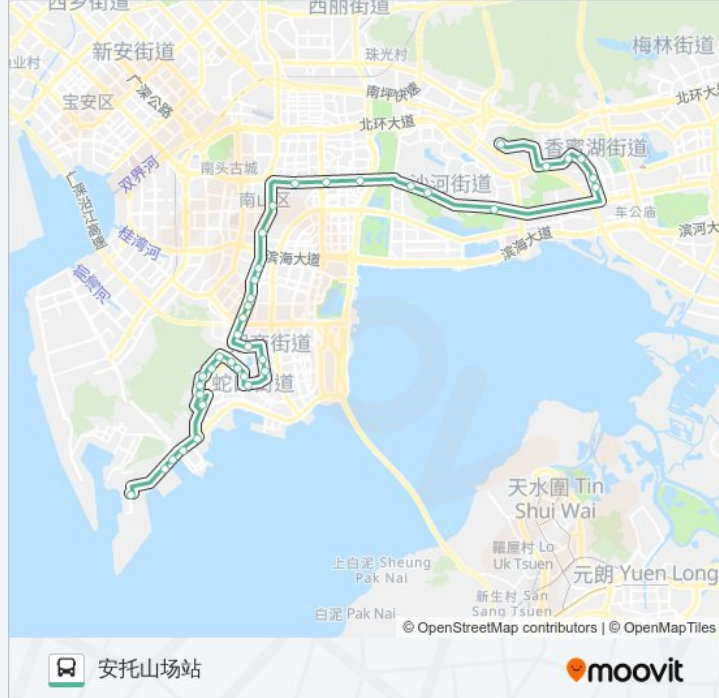 西乡街道
西丽街道
梅林街道
新安街道
珠光村
业村
宝安区
广深公路
南坪快速
北环大道
北环大
香蜜湖街道
双界河
南头古城
沙河街道
南山区
车公庙
广深沿江高速
桂湾河
滨海大道
滨海大道
滨河大
前湾河
招商街道
蛇口街道
天水圍 Tin
Shui Wai
羅屋村 Lo
Uk Tsuen
上白泥 Sheung
Pak Nai
元朗 Yuen Long
新生村 San
Sang Tsuen
白泥 Pak Nai
© OpenStreetMap contributors | © OpenMapTiles
安托山场站
moovit